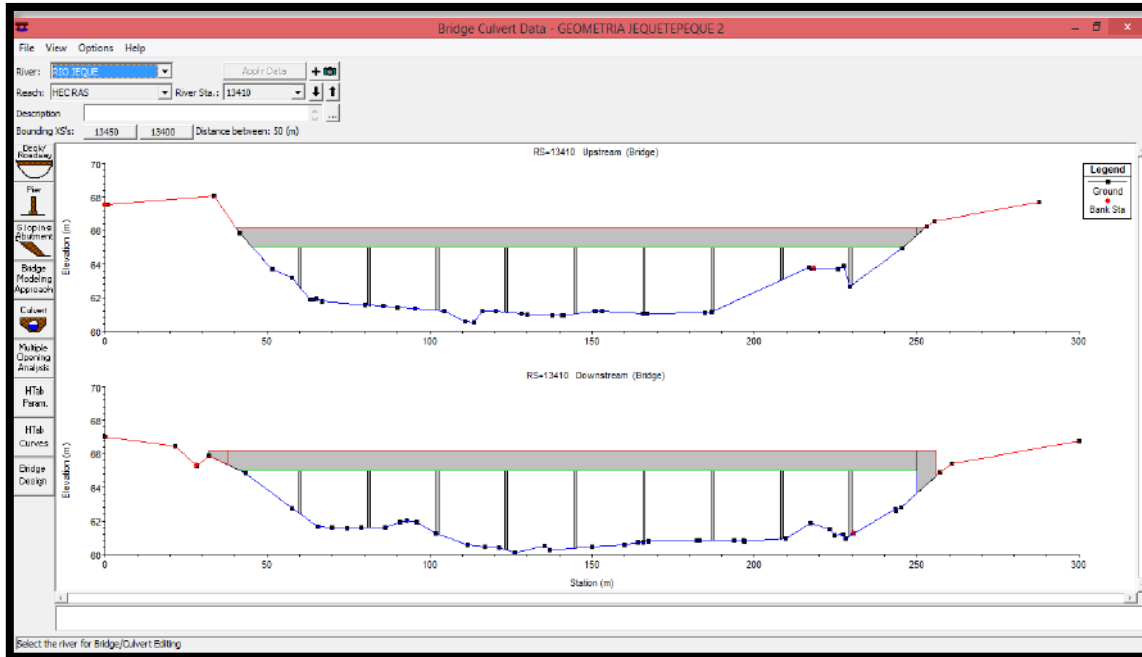 Bridge Culvert Data - GEOMETRIA JEQUETEPEQUE 2
File View Options Help
River: RIO JEQUE Apply Data
Reach: HEC RAS River Sta.: 13410
Description ...
Bounding XS's: 13450 13400 Distance between: 50 (m)
Deck/
Roadway
Pier
Sloping
Abutment
Bridge
Modeling
Approach
Culvert
Multiple
Opening
Analysis
HTab
Param.
HTab
Curves
Bridge
Design
RS=13410 Upstream (Bridge)
70
68
66
64
62
60
Elevation (m)
0 50 100 150 200 250 300
Legend
Ground
Bank Sta
RS=13410 Downstream (Bridge)
70
68
66
64
62
60
Elevation (m)
0 50 100 150 200 250 300
Station (m)
Select the river for Bridge/Culvert Editing